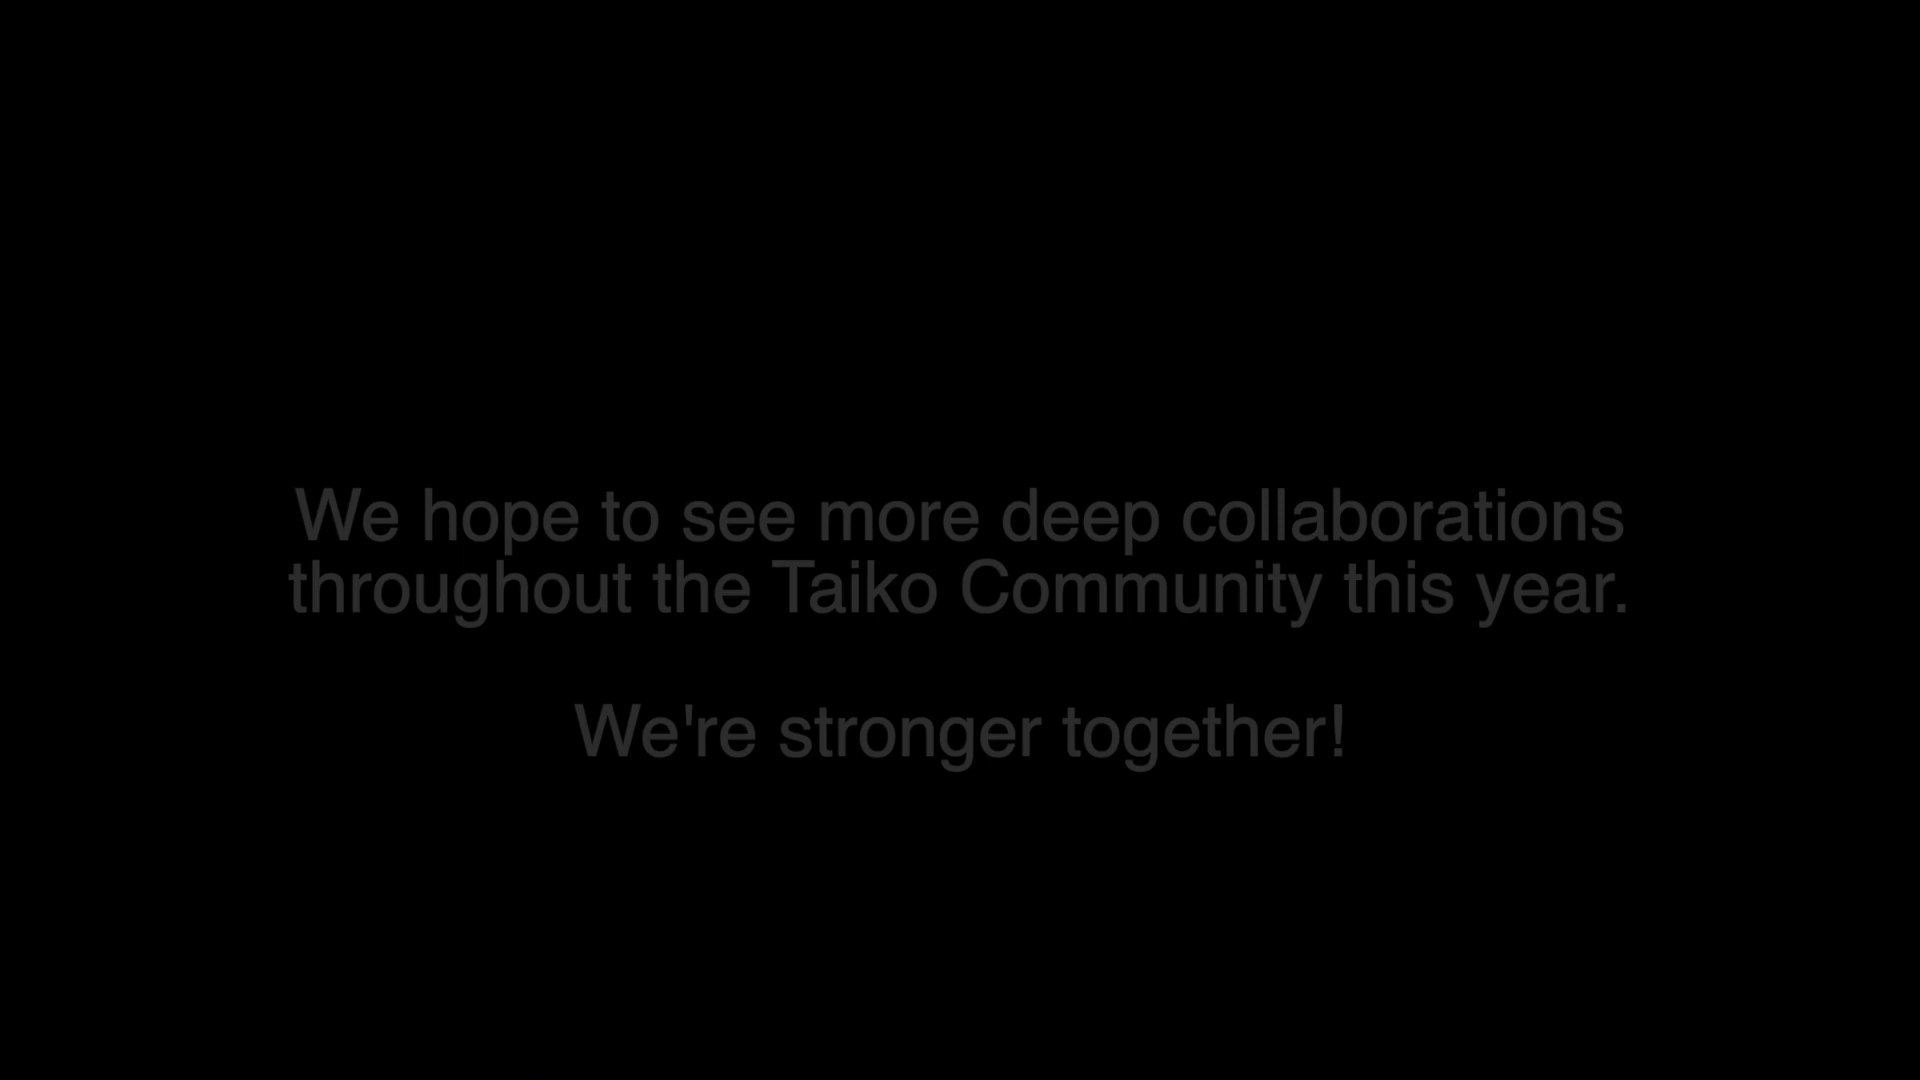 We hope to see more deep collaborations
throughout the Taiko Community this year.
We're stronger together!